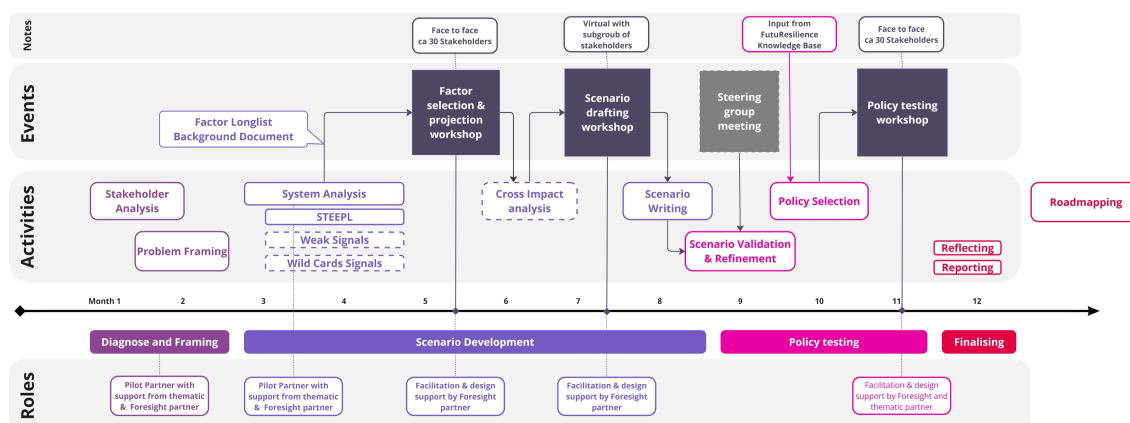 Notes
Face to face
ca 30 Stakeholders
Virtual with
subgroup of
stakeholders
Input from
FutuResilience
Knowledge Base
Face to face
ca 30 Stakeholders
Events
Factor Longlist
Background Document
Factor
selection &
projection
workshop
Scenario
drafting
workshop
Steering
group
meeting
Policy testing
workshop
Activities
Stakeholder
Analysis
Problem Framing
System Analysis
STEEPL
Weak Signals
Wild Cards Signals
Cross Impact
analysis
Scenario
Writing
Scenario Validation
& Refinement
Policy Selection
Reflecting
Reporting
Roadmapping
Month 1
2
3
4
5
6
7
8
9
10
11
12
Diagnose and Framing
Scenario Development
Policy testing
Finalising
Roles
Pilot Partner with
support from thematic
& Foresight partner
Pilot Partner with
support from thematic
& Foresight partner
Facilitation & design
support by Foresight
partner
Facilitation & design
support by Foresight
partner
Facilitation & design
support by Foresight and
thematic partner